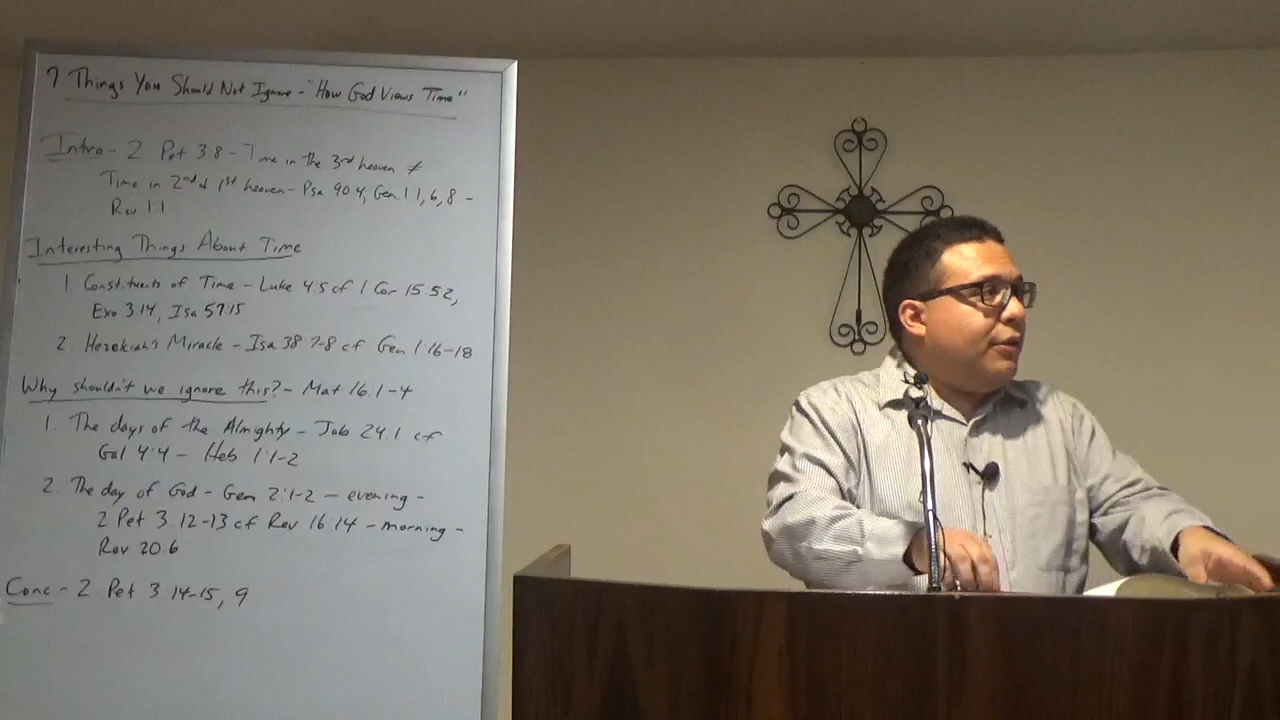 7 Things You Should Not Ignore - "How God Views Time"
Intro - 2 Pet 3:8 - Time in the 3rd heaven ≠
Time in 2nd & 1st heaven - Psa 90:4, Gen 1:1, 6, 8 -
Rev 1:1
Interesting Things About Time
1 Constituents of Time - Luke 4:5 cf 1 Cor 15:52,
Exo 3:14, Isa 57:15
2. Hezekiah's Miracle - Isa 38:7-8 cf Gen 1:16-18
Why shouldn't we ignore this? - Mat 16:1-4
1. The days of the Almighty - Job 24:1 cf
Gal 4:4 - Heb 1:1-2
2. The day of God - Gen 2:1-2 - evening -
2 Pet 3:12-13 cf Rev 16:14 - morning -
Rev 20:6
Conc - 2 Pet 3:14-15, 9